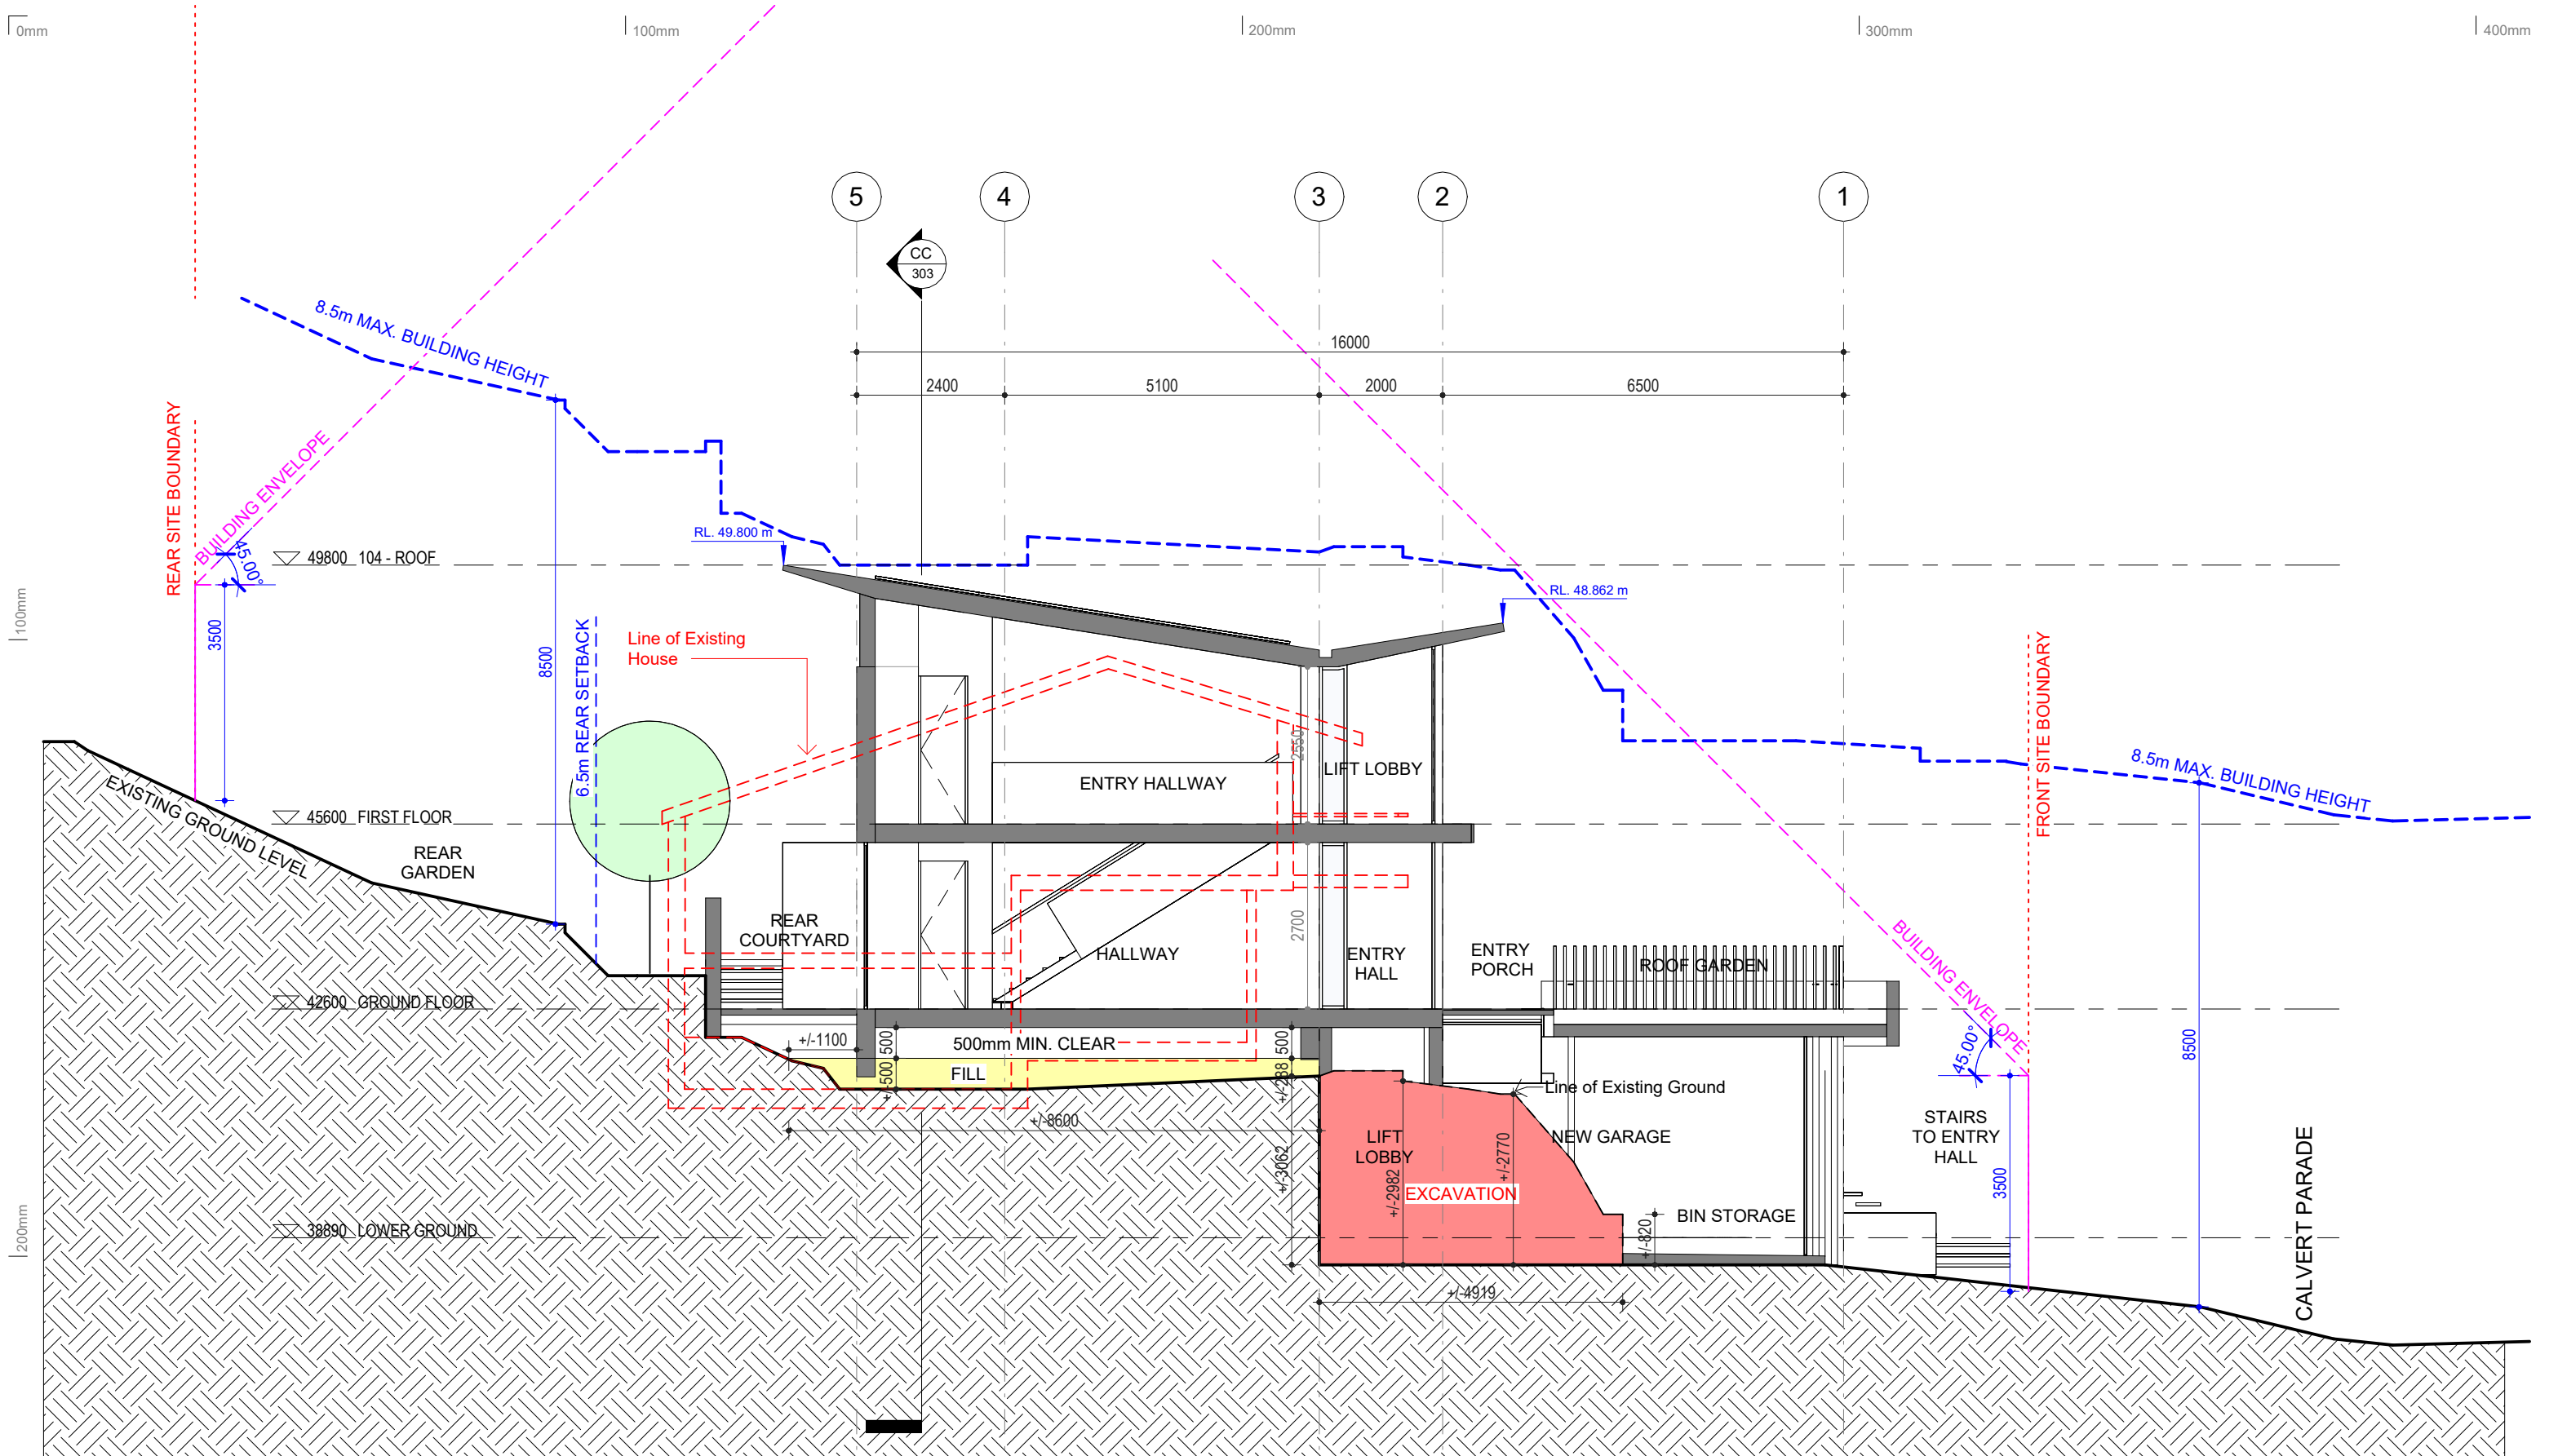 0mm
100mm
200mm
300mm
400mm
5
4
3
2
1
CC
303
8.5m MAX. BUILDING HEIGHT
16000
2400
5100
2000
6500
REAR SITE BOUNDARY
BUILDING ENVELOPE
45.00°
RL. 49.800 m
49800 104 - ROOF
RL. 48.862 m
100mm
3500
8500
6.5m REAR SETBACK
Line of Existing
House
FRONT SITE BOUNDARY
2550
LIFT LOBBY
ENTRY HALLWAY
8.5m MAX. BUILDING HEIGHT
EXISTING GROUND LEVEL
45600 FIRST FLOOR
REAR
GARDEN
REAR
COURTYARD
HALLWAY
2700
ENTRY
HALL
ENTRY
PORCH
ROOF GARDEN
BUILDING ENVELOPE
42600 GROUND FLOOR
+/-1100
500
500mm MIN. CLEAR
500
45.00°
8500
FILL
+/-500
+/-288
Line of Existing Ground
+/-8600
LIFT
LOBBY
NEW GARAGE
STAIRS
TO ENTRY
HALL
+/-3062
+/-2982
+/-2770
EXCAVATION
3500
CALVERT PARADE
200mm
38890 LOWER GROUND
BIN STORAGE
+/-820
+/-4919